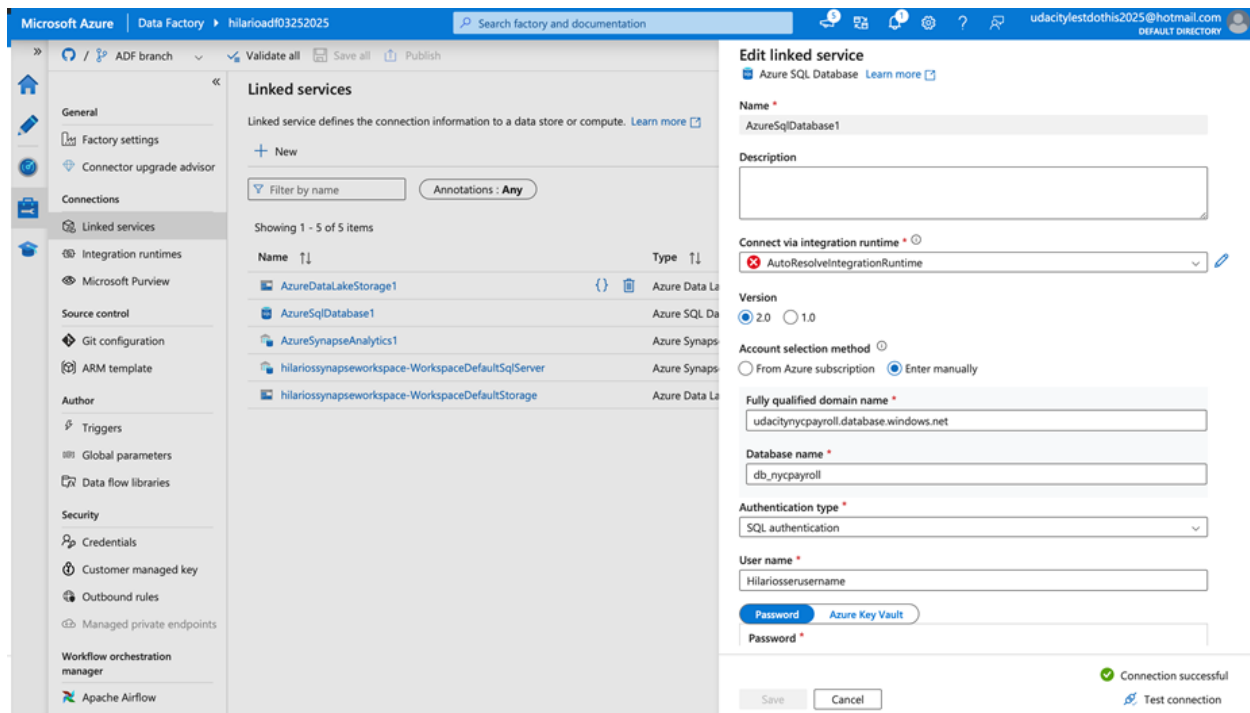 Microsoft Azure | Data Factory ▸ hilarioadf03252025
Search factory and documentation
5
1
udacitylestdothis2025@hotmail.com
DEFAULT DIRECTORY
/ ADF branch
Validate all
Save all
Publish
General
Factory settings
Connector upgrade advisor
Connections
Linked services
Integration runtimes
Microsoft Purview
Source control
Git configuration
ARM template
Author
Triggers
Global parameters
Data flow libraries
Security
Credentials
Customer managed key
Outbound rules
Managed private endpoints
Workflow orchestration
manager
Apache Airflow
Linked services
Linked service defines the connection information to a data store or compute. Learn more
New
Filter by name
Annotations : Any
Showing 1 - 5 of 5 items
Name Type
AzureDataLakeStorage1 {} Azure Data La
AzureSqlDatabase1 Azure SQL Da
AzureSynapseAnalytics1 Azure Synaps
hilariossynapseworkspace-WorkspaceDefaultSqlServer Azure Synaps
hilariossynapseworkspace-WorkspaceDefaultStorage Azure Data La
Edit linked service
Azure SQL Database Learn more
Name *
AzureSqlDatabase1
Description
Connect via integration runtime *
AutoResolveIntegrationRuntime
Version
2.0 1.0
Account selection method
From Azure subscription Enter manually
Fully qualified domain name *
udacitynycpayroll.database.windows.net
Database name *
db_nycpayroll
Authentication type *
SQL authentication
User name *
Hilariosserusername
Password Azure Key Vault
Password *
Connection successful
Save Cancel Test connection